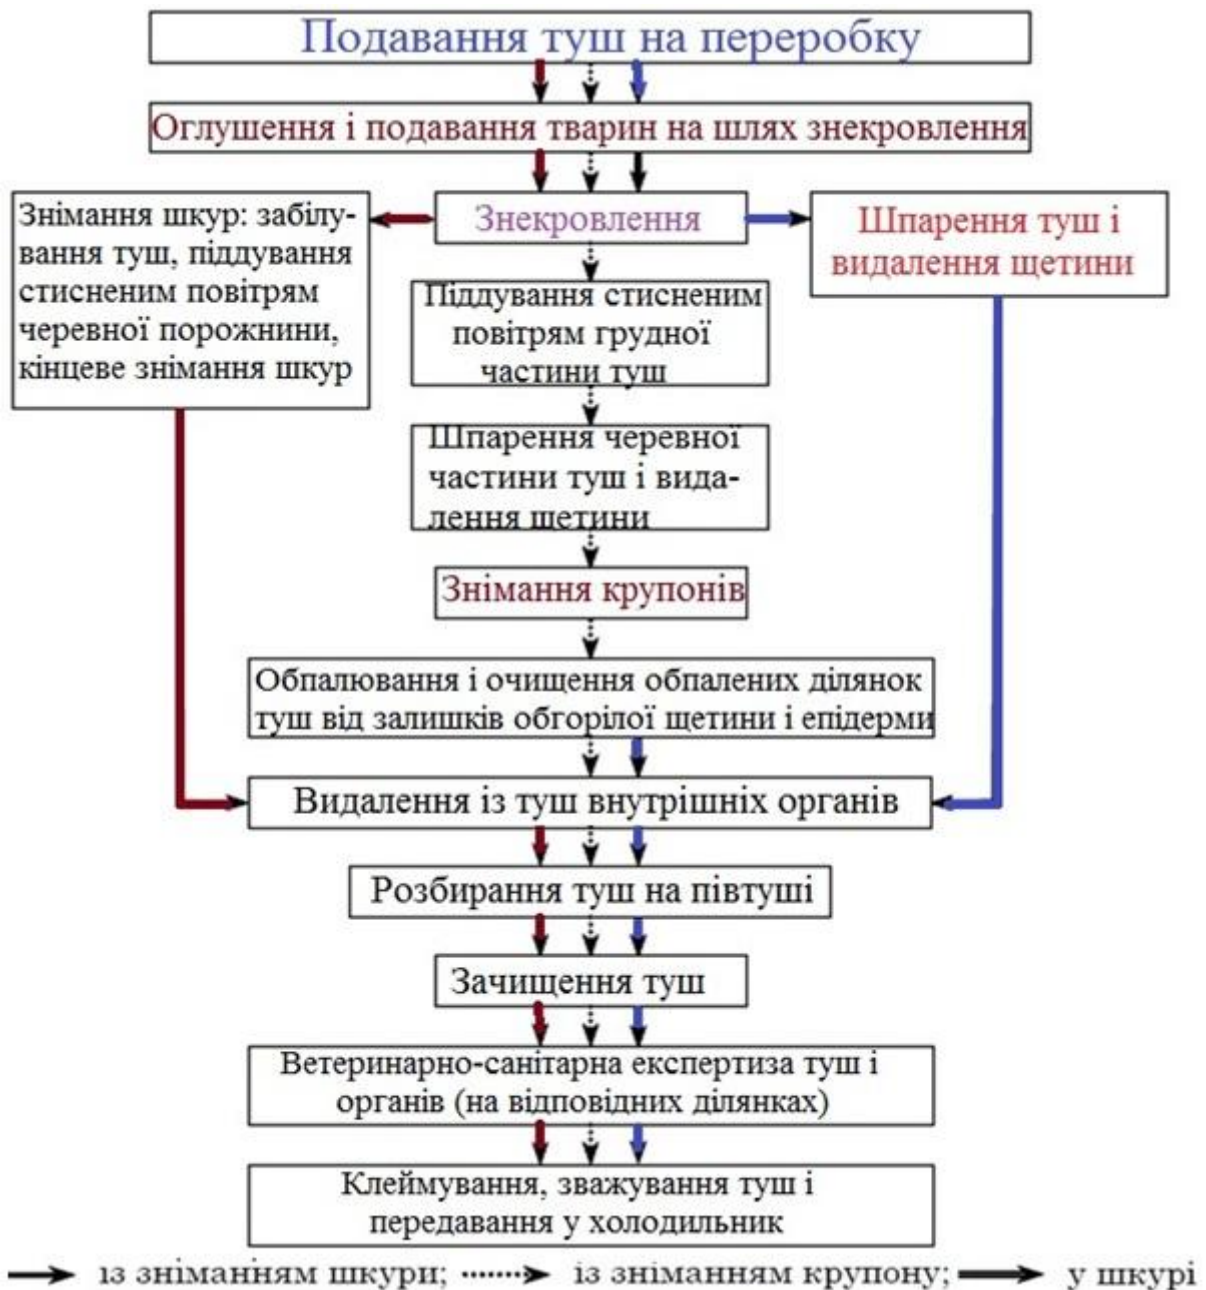 Подавання туш на переробку
Оглушення і подавання тварин на шлях знекровлення
Знімання шкур: забілу-
вання туш, піддування
стисненим повітрям
черевної порожнини,
кінцеве знімання шкур
Знекровлення
Шпарення туш і
видалення щетини
Піддування стисненим
повітрям грудної
частини туш
Шпарення черевної
частини туш і вида-
лення щетини
Знімання крупонів
Обпалювання і очищення обпалених ділянок
туш від залишків обгорілої щетини і епідерми
Видалення із туш внутрішніх органів
Розбирання туш на півтуші
Зачищення туш
Ветеринарно-санітарна експертиза туш і
органів (на відповідних ділянках)
Клеймування, зважування туш і
передавання у холодильник
із зніманням шкури; із зніманням крупону; у шкурі